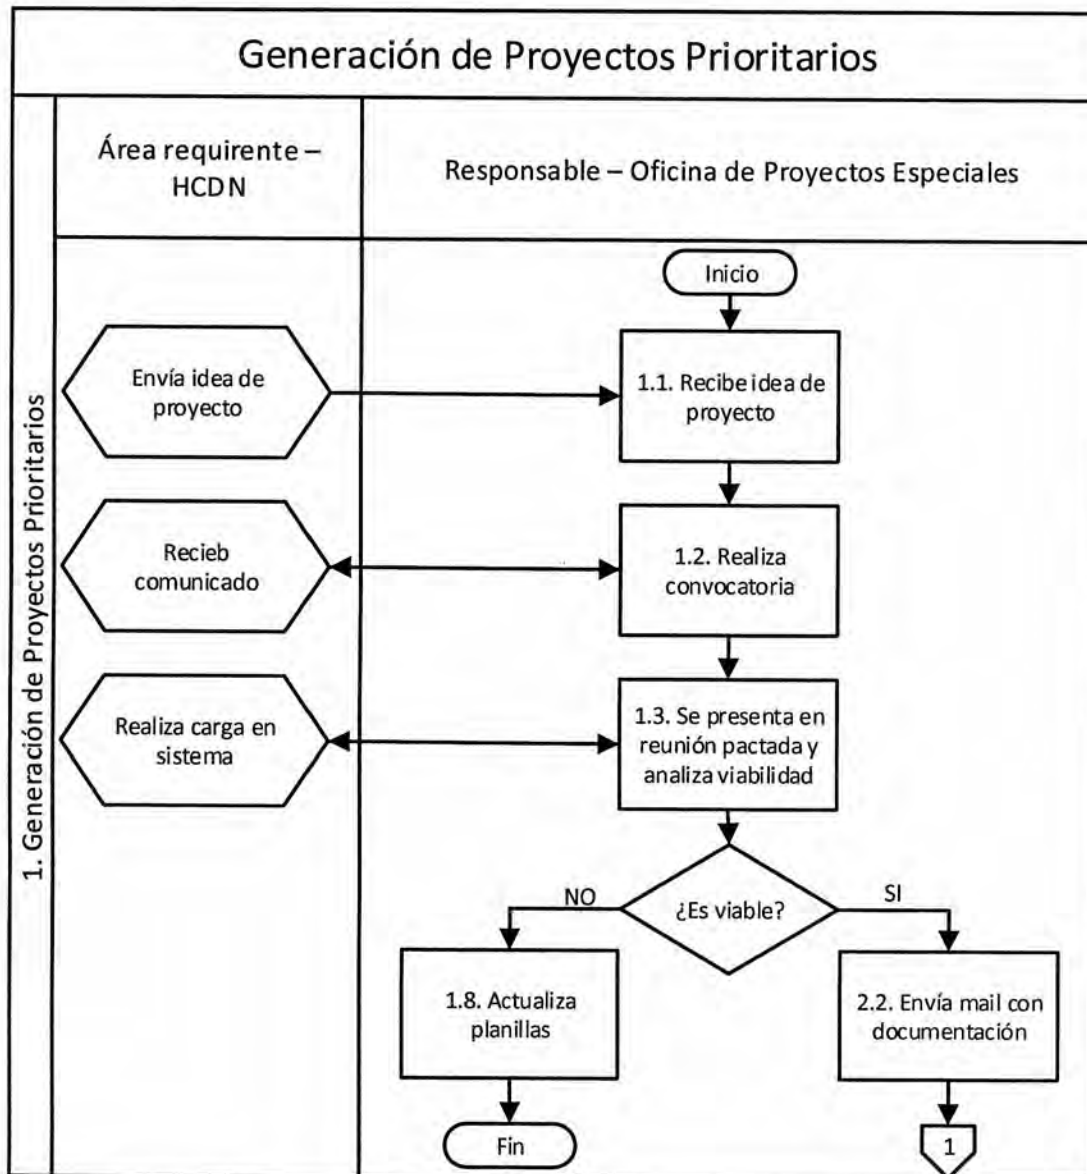 Generación de Proyectos Prioritarios
Área requirente –
HCDN
Responsable – Oficina de Proyectos Especiales
1. Generación de Proyectos Prioritarios
Inicio
Envía idea de
proyecto
1.1. Recibe idea de
proyecto
Recieb
comunicado
1.2. Realiza
convocatoria
Realiza carga en
sistema
1.3. Se presenta en
reunión pactada y
analiza viabilidad
¿Es viable?
NO
SI
1.8. Actualiza
planillas
2.2. Envía mail con
documentación
Fin
1